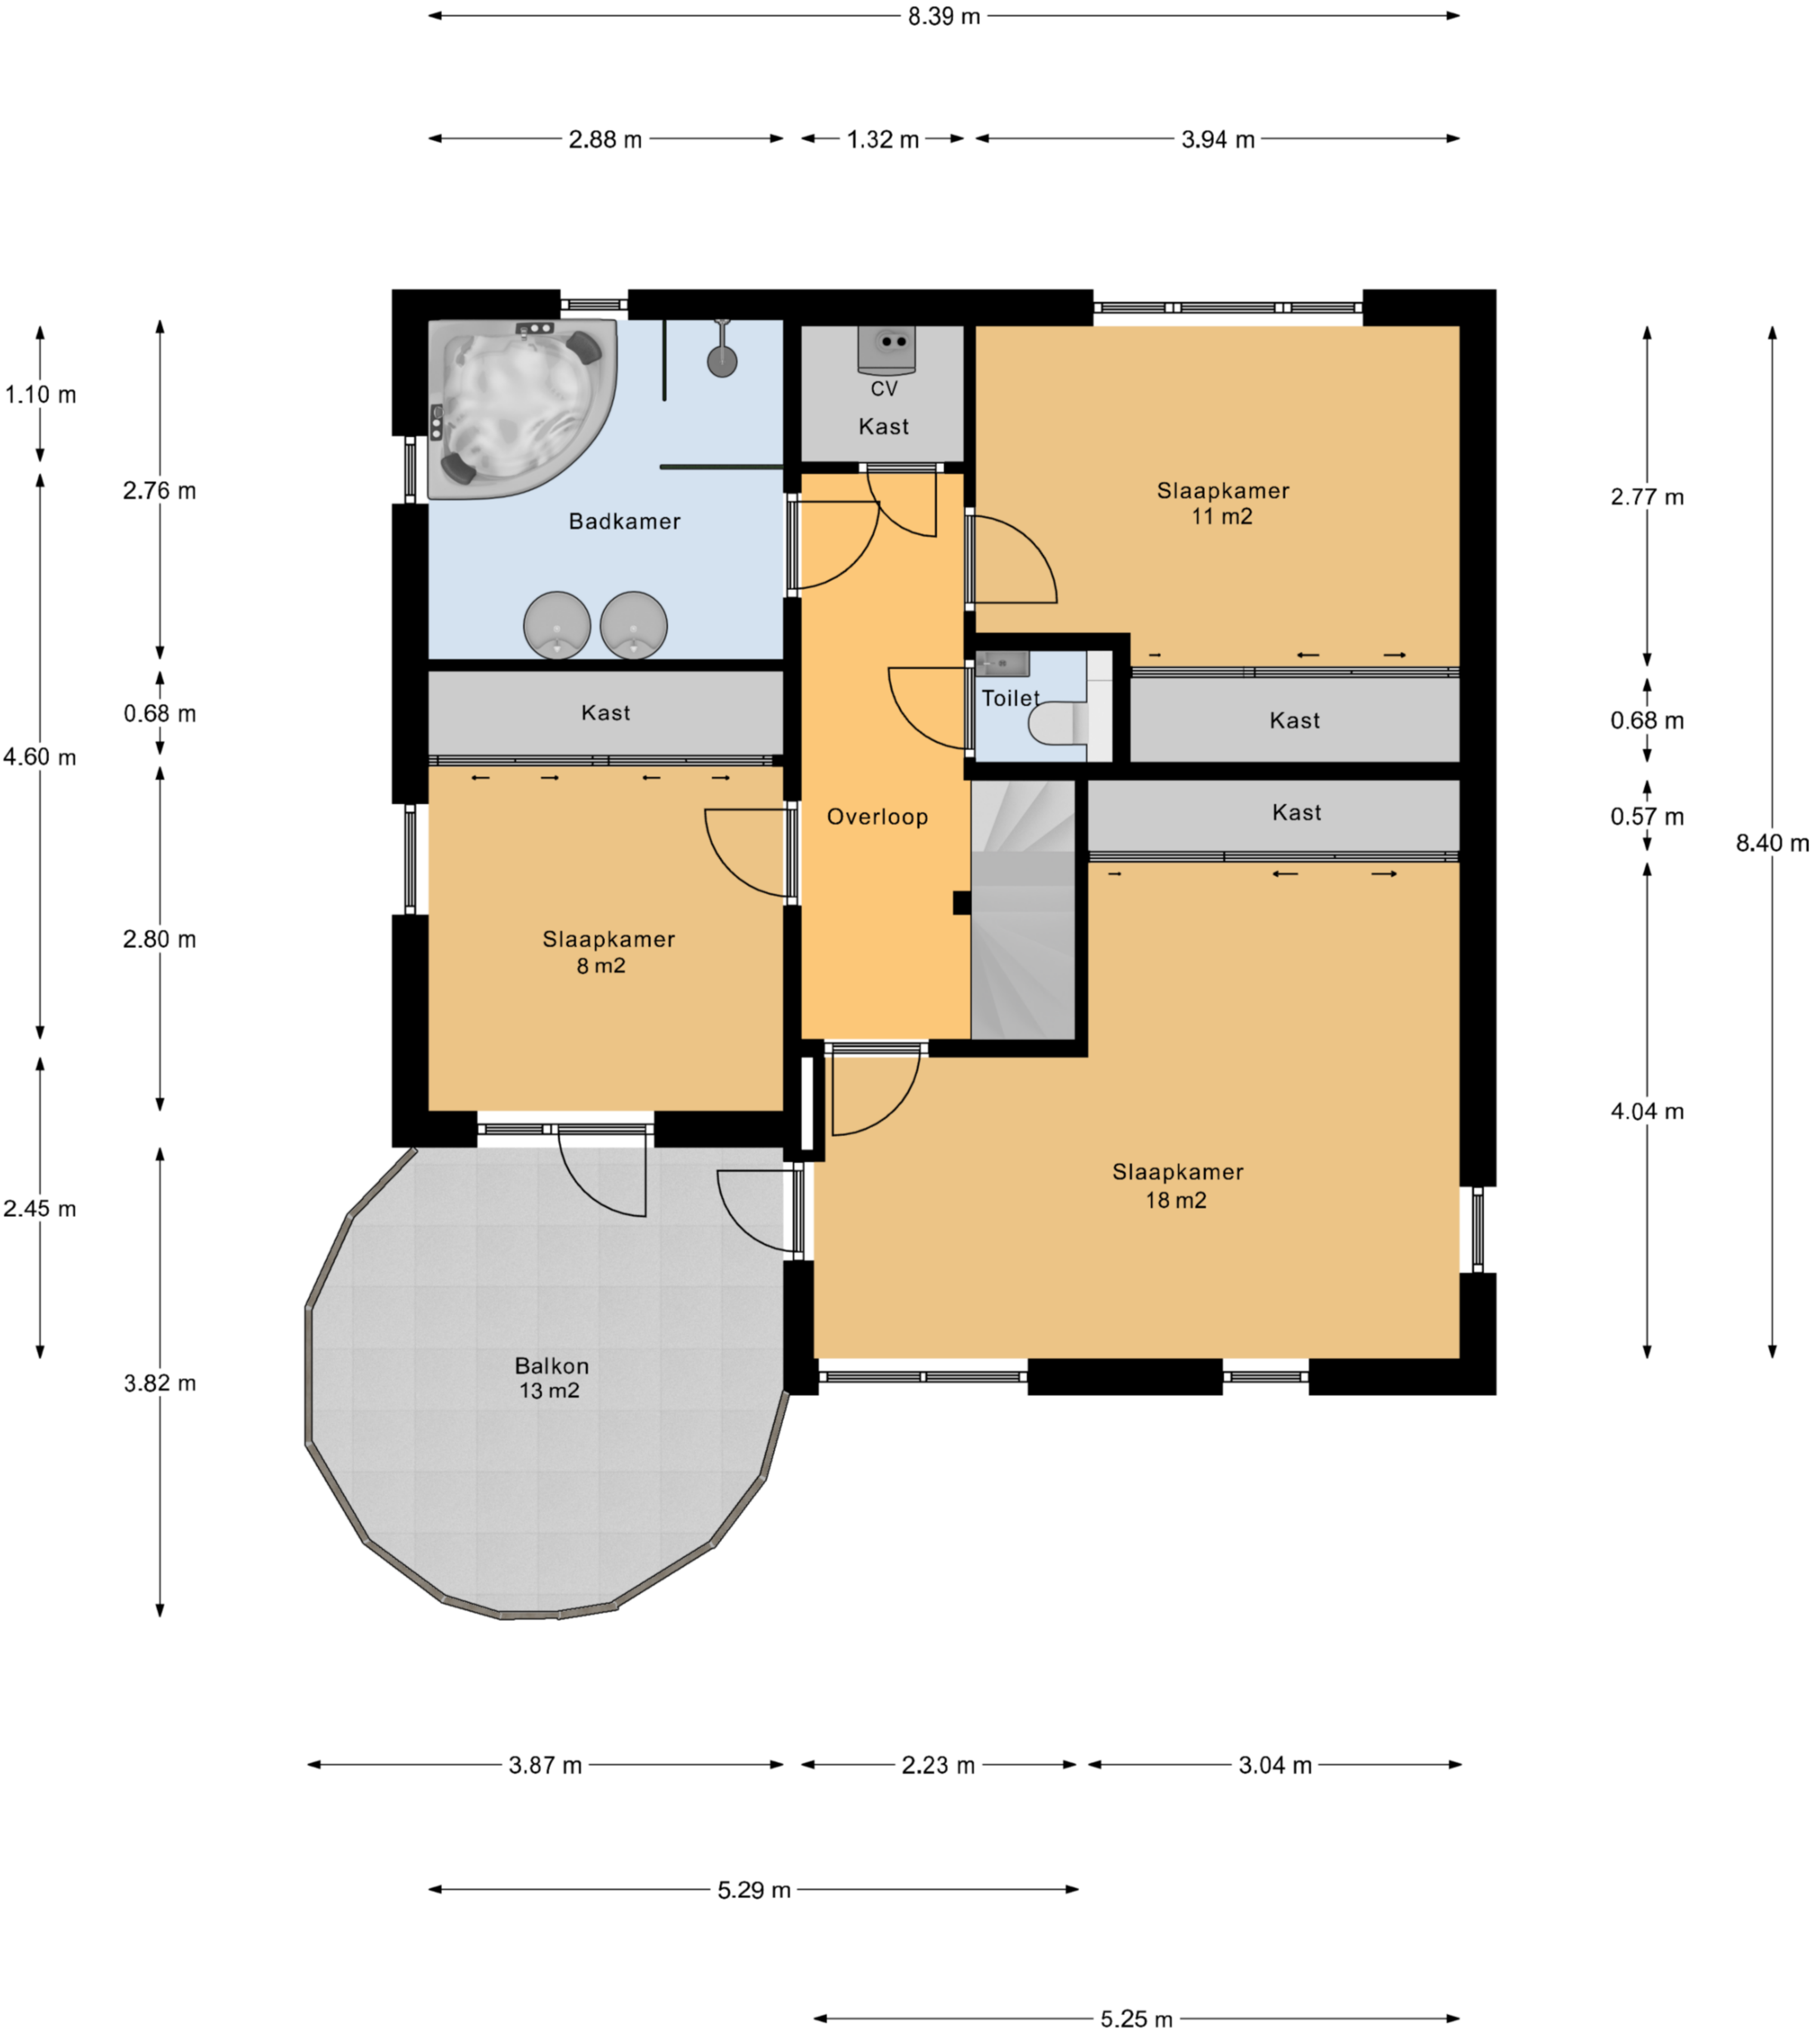 8.39 m
2.88 m
1.32 m
3.94 m
1.10 m
2.76 m
CV
Kast
Slaapkamer
11 m2
2.77 m
Badkamer
0.68 m
Kast
Toilet
Kast
0.68 m
4.60 m
Overloop
Kast
0.57 m
8.40 m
2.80 m
Slaapkamer
8 m2
4.04 m
Slaapkamer
18 m2
2.45 m
3.82 m
Balkon
13 m2
3.87 m
2.23 m
3.04 m
5.29 m
5.25 m